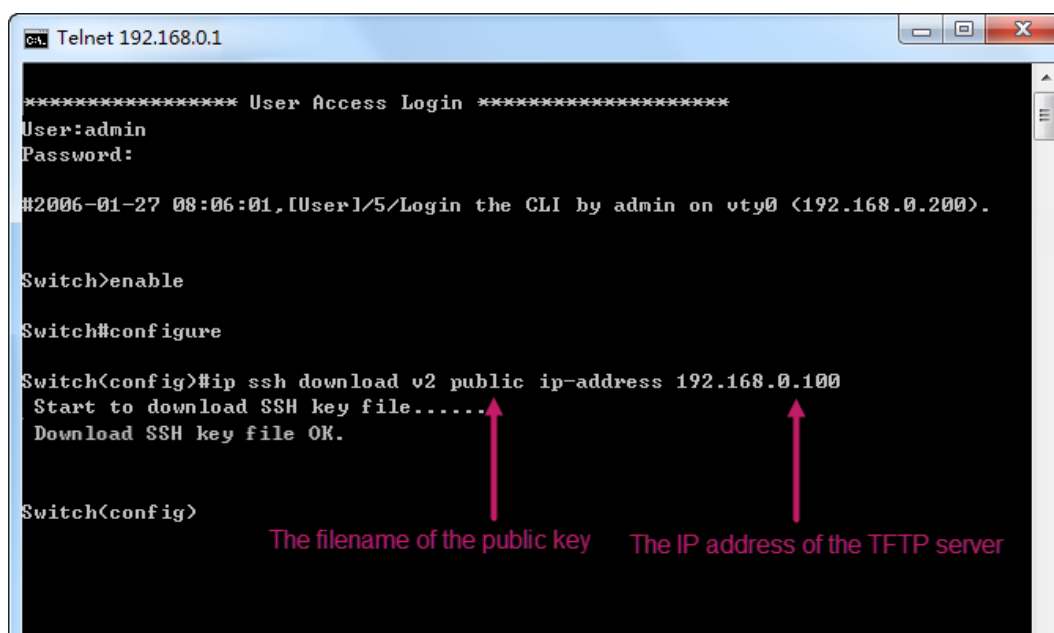 Telnet 192.168.0.1
***************** User Access Login ********************
User:admin
Password:
#2006-01-27 08:06:01,[User]/5/Login the CLI by admin on vty0 (192.168.0.200).
Switch>enable
Switch#configure
Switch(config)#ip ssh download v2 public ip-address 192.168.0.100
Start to download SSH key file......
Download SSH key file OK.
Switch(config)
The filename of the public key
The IP address of the TFTP server